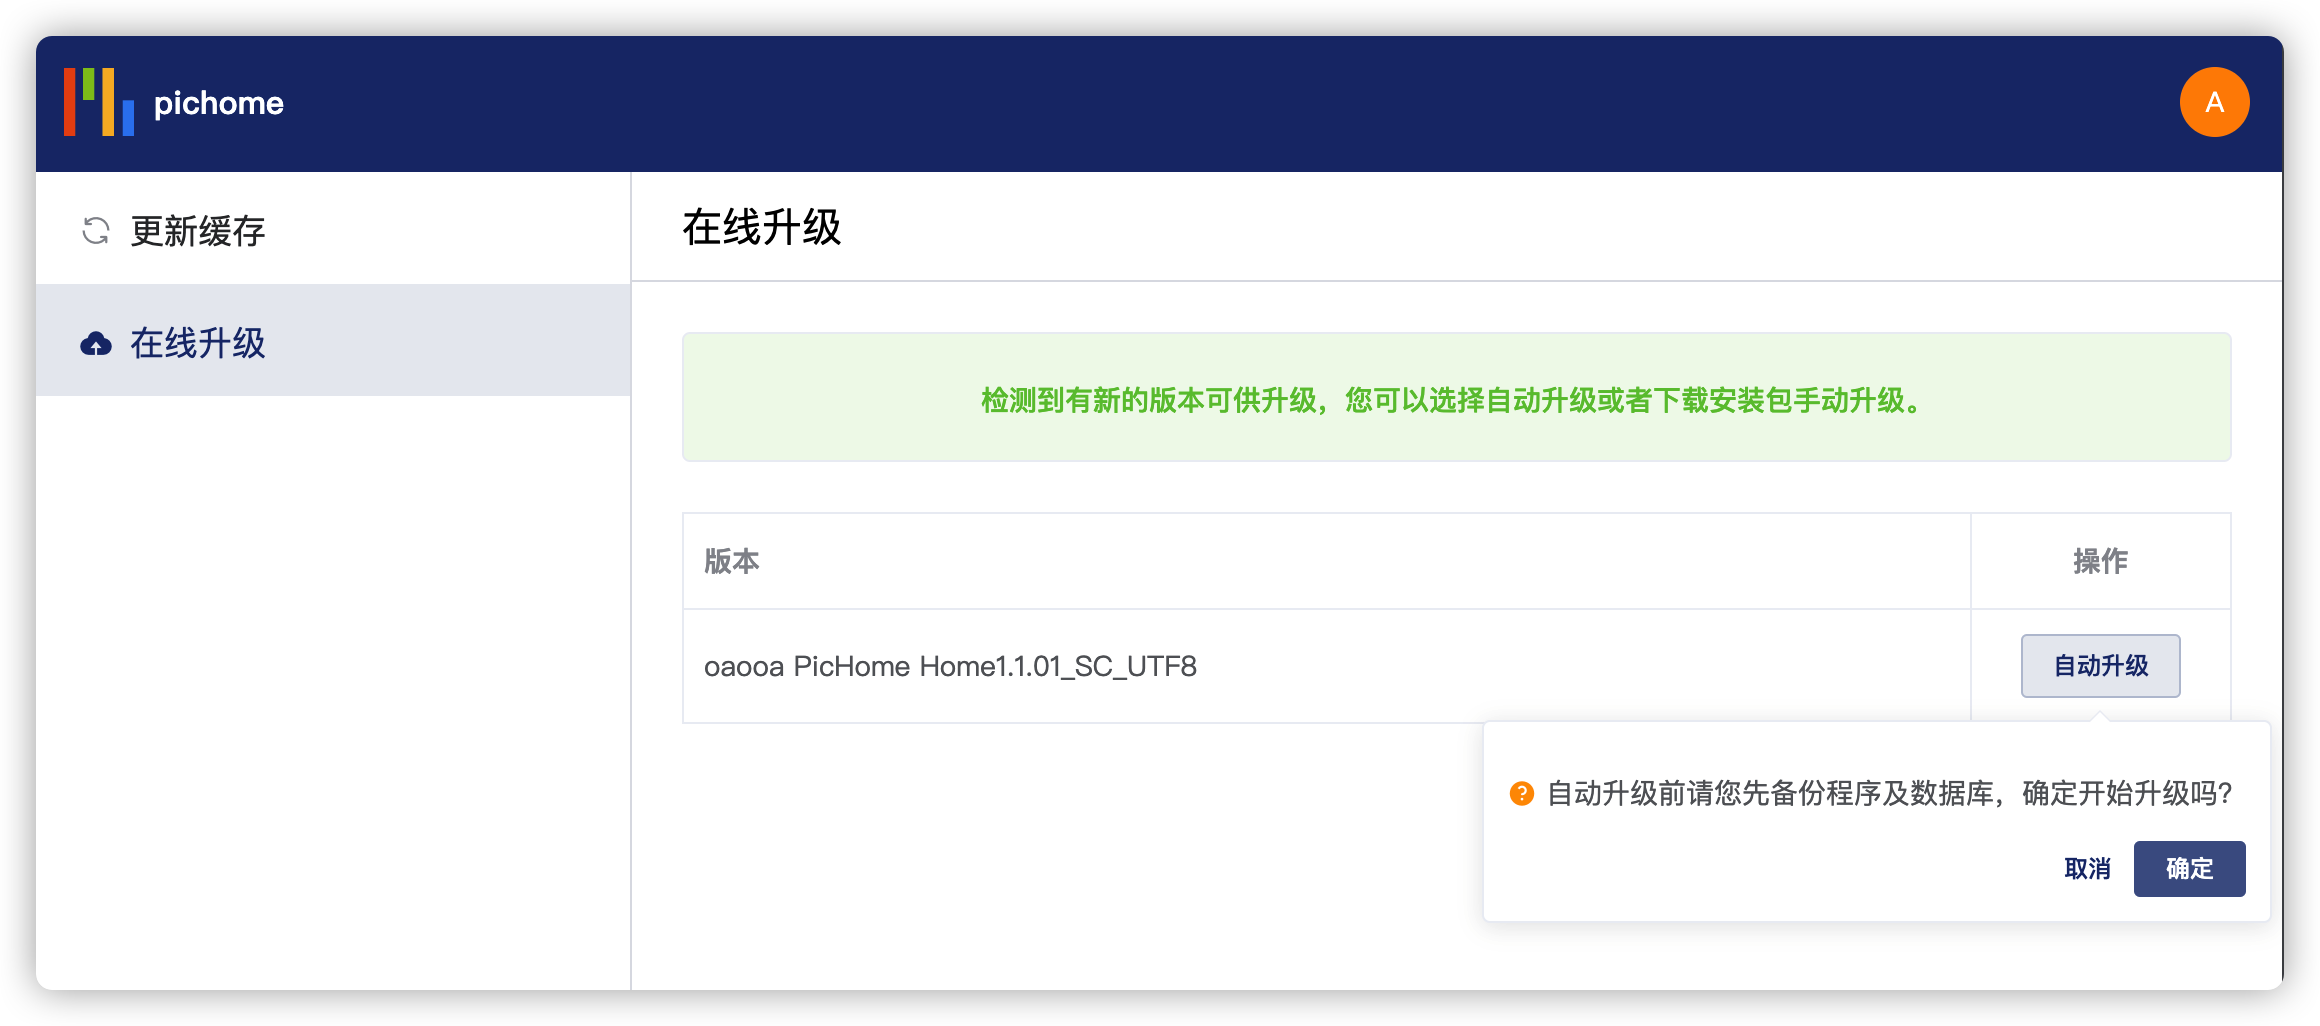 pichome
A
更新缓存
在线升级
在线升级
检测到有新的版本可供升级，您可以选择自动升级或者下载安装包手动升级。
版本
操作
oaooa PicHome Home1.1.01_SC_UTF8
自动升级
自动升级前请您先备份程序及数据库，确定开始升级吗?
取消
确定